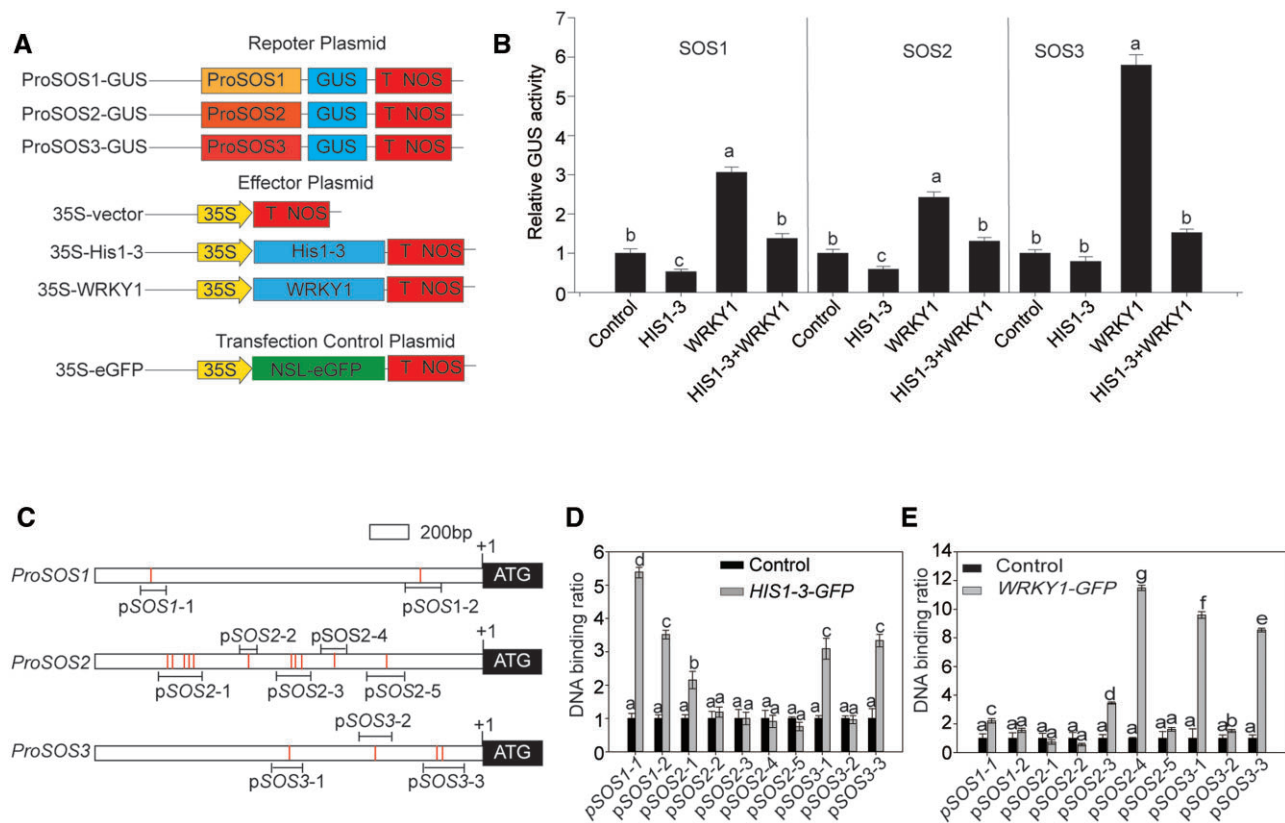 A
Repoter Plasmid
ProSOS1-GUS ProSOS1 GUS T NOS
ProSOS2-GUS ProSOS2 GUS T NOS
ProSOS3-GUS ProSOS3 GUS T NOS
Effector Plasmid
35S-vector 35S T NOS
35S-His1-3 35S His1-3 T NOS
35S-WRKY1 35S WRKY1 T NOS
Transfection Control Plasmid
35S-eGFP 35S NSL-eGFP T NOS
B
Relative GUS activity
7
6
5
4
3
2
1
0
SOS1 SOS2 SOS3
b c a b b c a b b b a b
Control HIS1-3 WRKY1 HIS1-3+WRKY1 Control HIS1-3 WRKY1 HIS1-3+WRKY1 Control HIS1-3 WRKY1 HIS1-3+WRKY1
C
200bp
+1
ProSOS1 ATG
pSOS1-1 pSOS1-2
pSOS2-2 pSOS2-4 +1
ProSOS2 ATG
pSOS2-1 pSOS2-3 pSOS2-5
pSOS3-2 +1
ProSOS3 ATG
pSOS3-1 pSOS3-3
D
DNA binding ratio
6
5
4
3
2
1
0
Control
HIS1-3-GFP
a d a c a b a a a a a a a a a c a a a c
pSOS1-1 pSOS1-2 pSOS2-1 pSOS2-2 pSOS2-3 pSOS2-4 pSOS2-5 pSOS3-1 pSOS3-2 pSOS3-3
E
DNA binding ratio
14
12
10
8
6
4
2
0
Control
WRKY1-GFP
a c a a a a a a a d a g a a a f a b a e
pSOS1-1 pSOS1-2 pSOS2-1 pSOS2-2 pSOS2-3 pSOS2-4 pSOS2-5 pSOS3-1 pSOS3-2 pSOS3-3